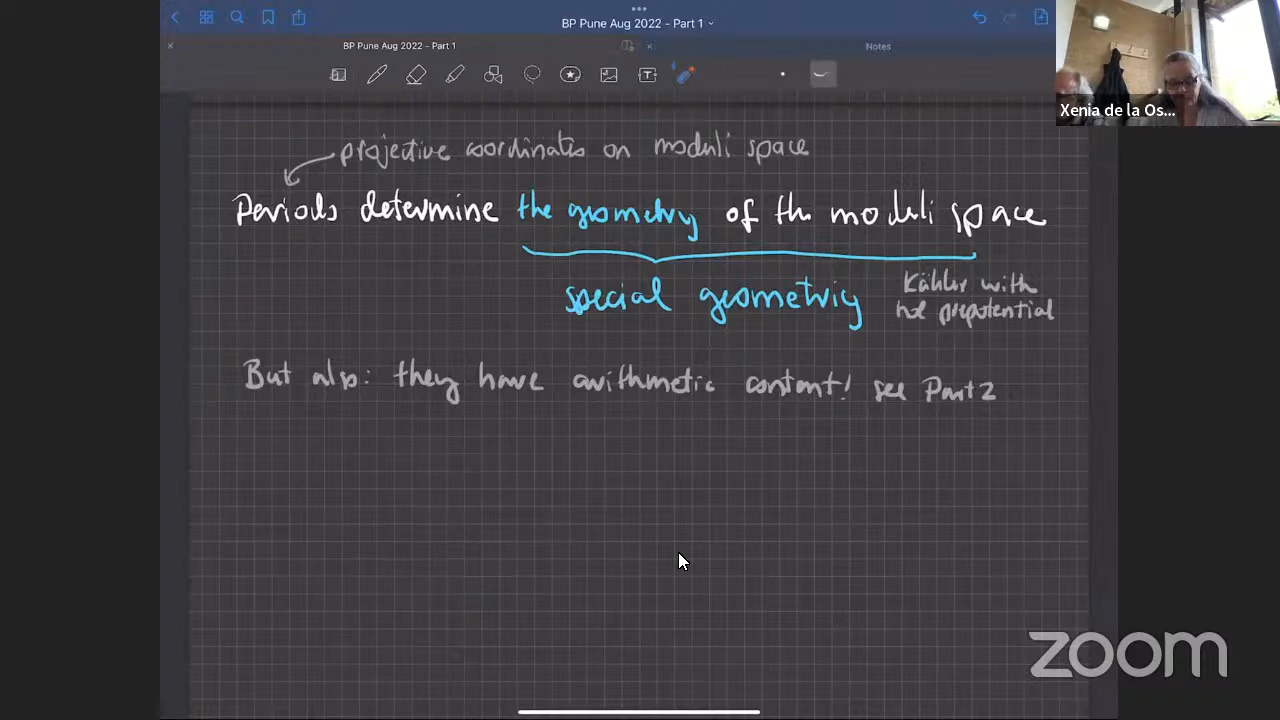 BP Pune Aug 2022 - Part 1
BP Pune Aug 2022 - Part 1
Notes
Xenia de la Os...
projective coordinates on moduli space
Periods determine the geometry of the moduli space
special geometry
Kähler with
hol prepotential
But also: they have arithmetic content! see Part 2
zoom